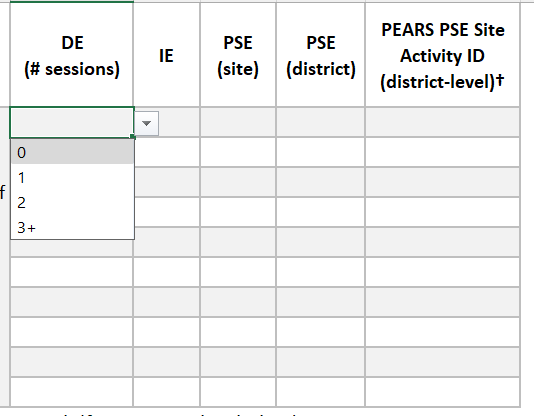 DE
(# sessions)
IE
PSE
(site)
PSE
(district)
PEARS PSE Site
Activity ID
(district-level)†
0
1
2
3+
f